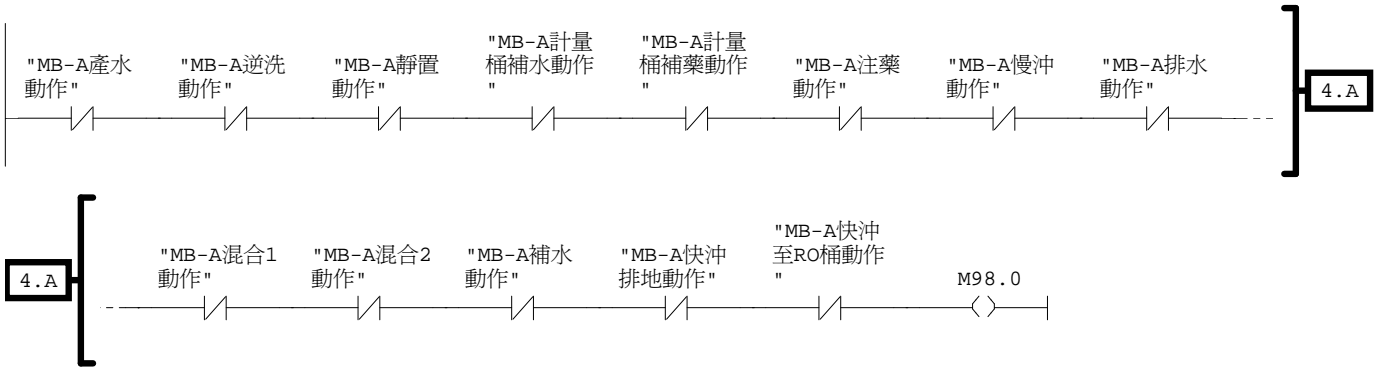 "MB-A產水
動作"
"MB-A逆洗
動作"
"MB-A靜置
動作"
"MB-A計量
桶補水動作
"
"MB-A計量
桶補藥動作
"
"MB-A注藥
動作"
"MB-A慢沖
動作"
"MB-A排水
動作"
4.A
4.A
"MB-A混合1
動作"
"MB-A混合2
動作"
"MB-A補水
動作"
"MB-A快沖
排地動作"
"MB-A快沖
至RO桶動作
"
M98.0